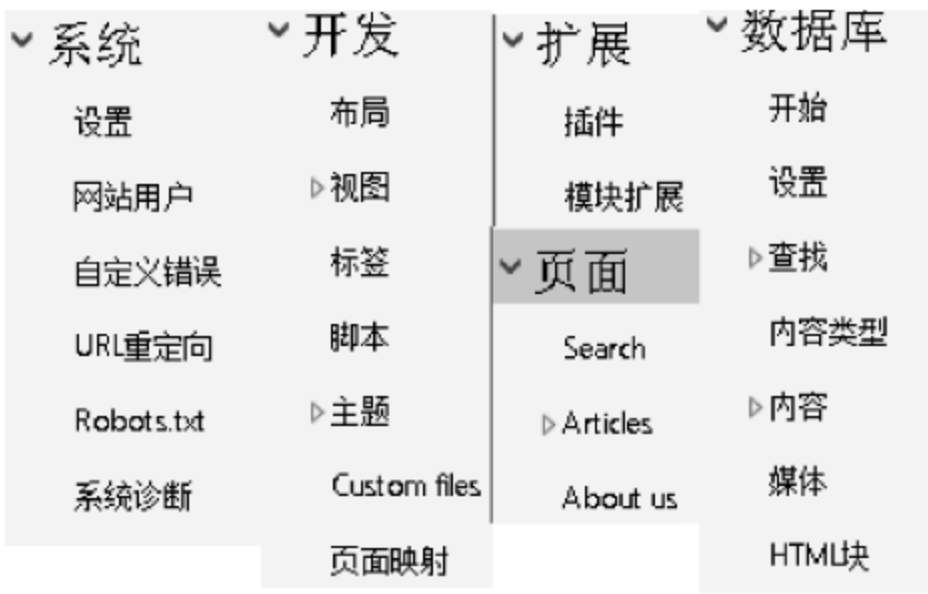 系统
设置
网站用户
自定义错误
URL重定向
Robots.txt
系统诊断
开发
布局
视图
标签
脚本
主题
Custom files
页面映射
扩展
插件
模块扩展
页面
Search
Articles
About us
数据库
开始
设置
查找
内容类型
内容
媒体
HTML块